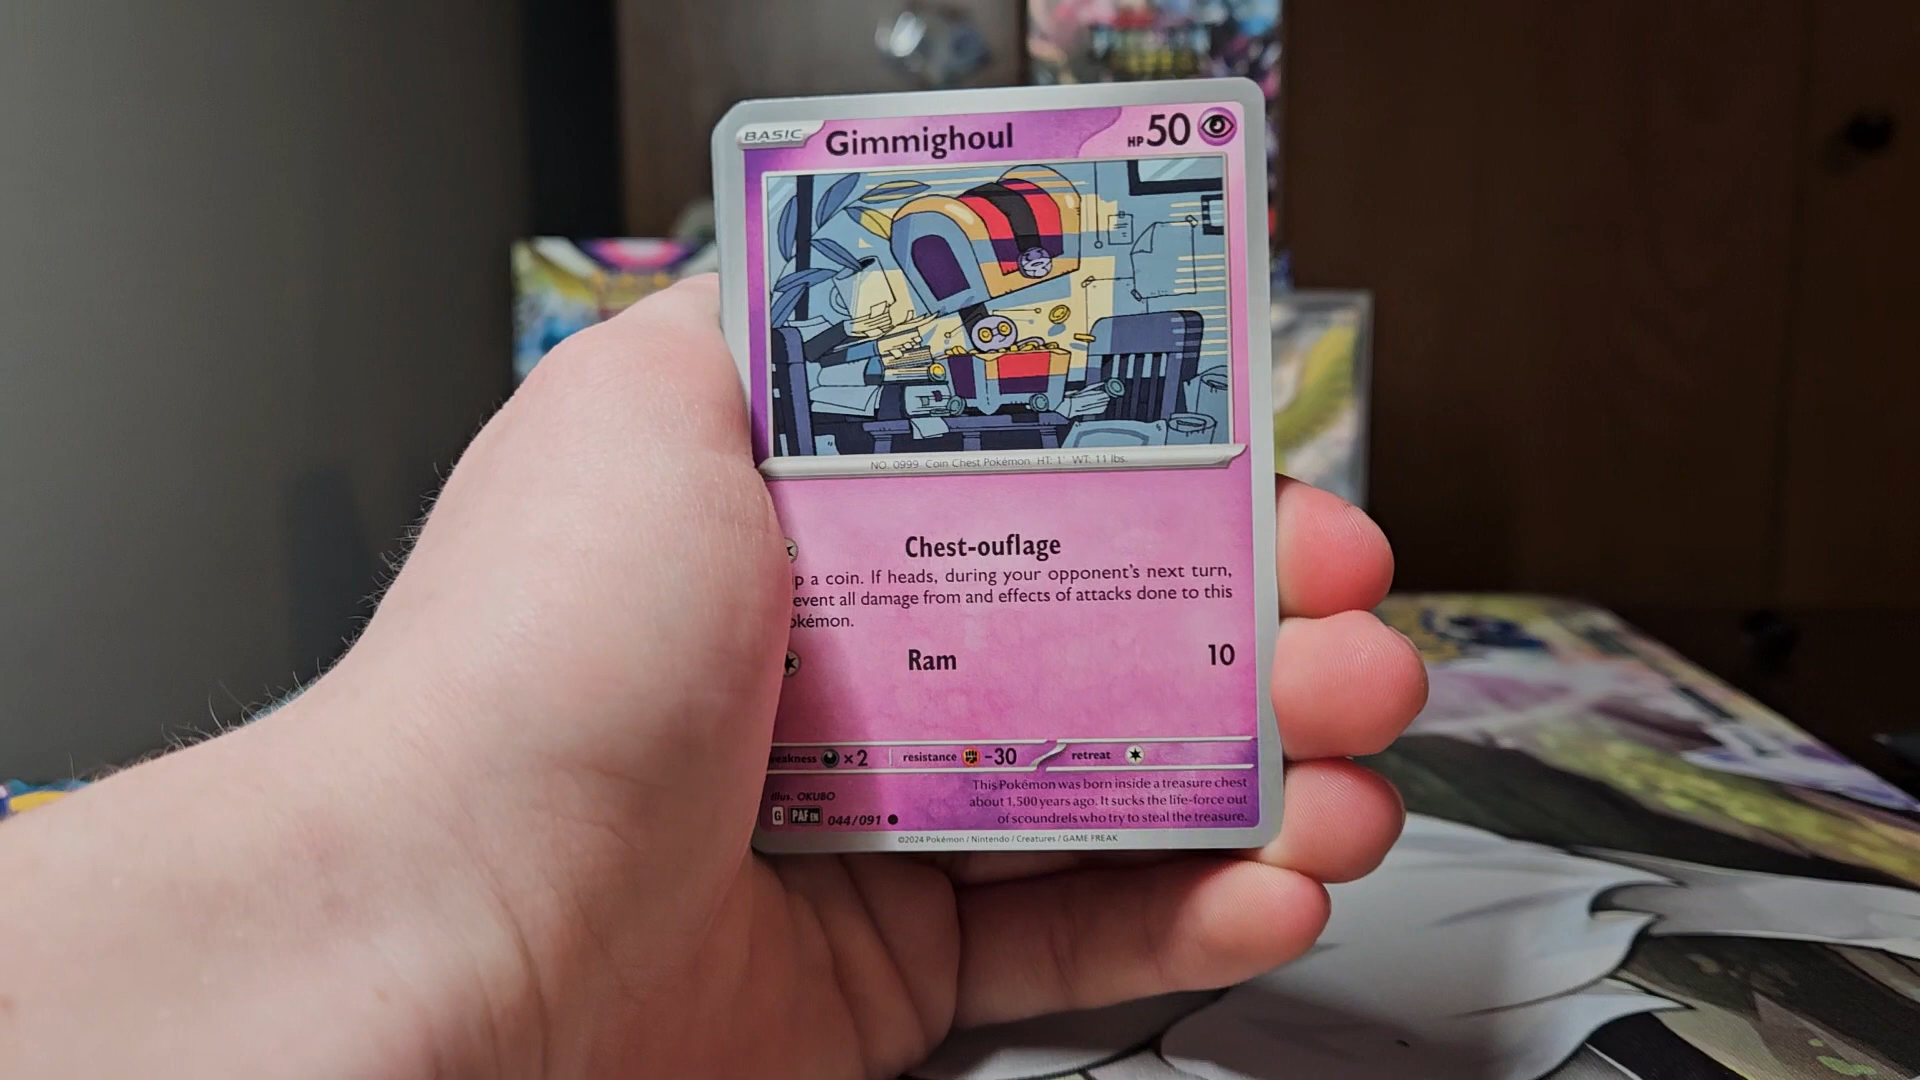 BASIC Gimmighoul HP 50
NO. 0999 Coin Chest Pokémon HT: 1' WT: 11 lbs.
Chest-ouflage
p a coin. If heads, during your opponent's next turn,
event all damage from and effects of attacks done to this
okémon.
Ram 10
eakness ×2 resistance -30 retreat
This Pokémon was born inside a treasure chest
about 1,500 years ago. It sucks the life-force out
of scoundrels who try to steal the treasure.
Illus. OKUBO
G PAF EN 044/091
©2024 Pokémon / Nintendo / Creatures / GAME FREAK